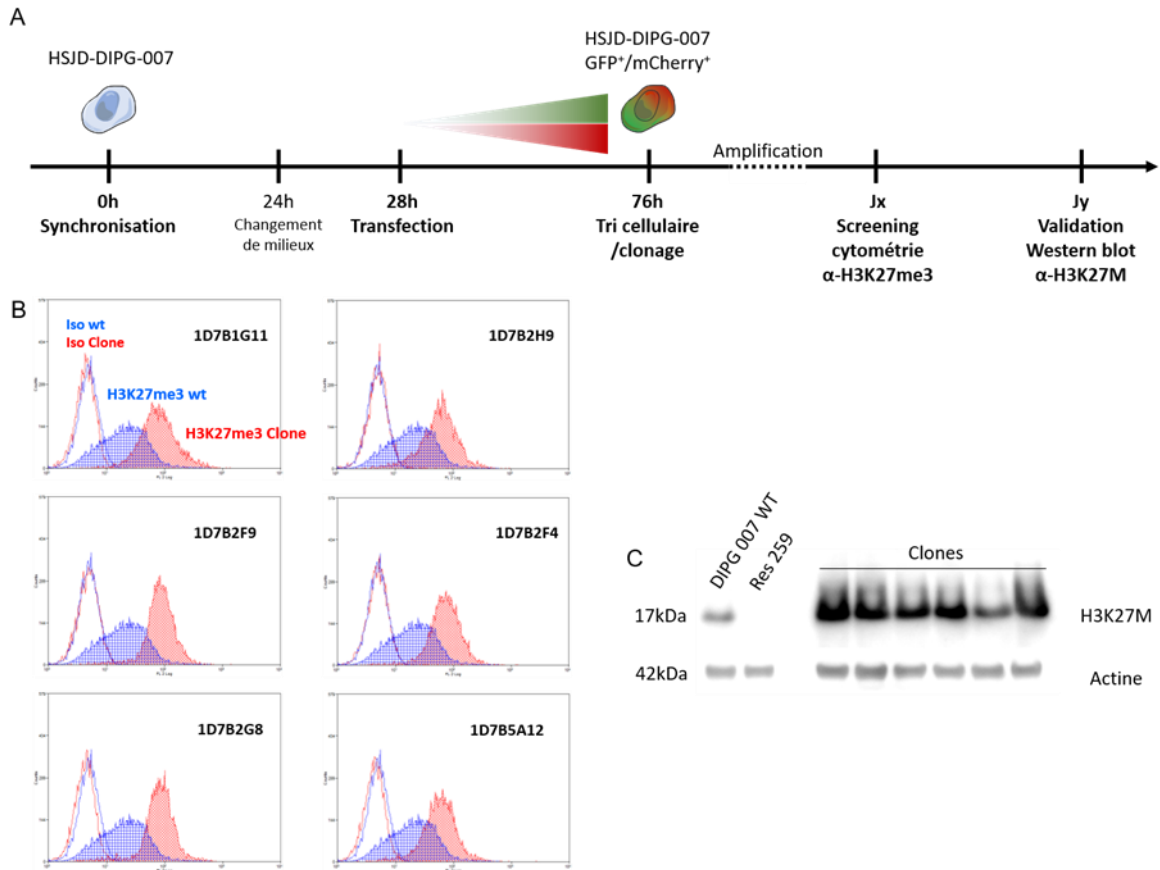 A
HSJD-DIPG-007
HSJD-DIPG-007
GFP⁺/mCherry⁺
Amplification
0h
Synchronisation
24h
Changement
de milieux
28h
Transfection
76h
Tri cellulaire
/clonage
Jx
Screening
cytométrie
α-H3K27me3
Jy
Validation
Western blot
α-H3K27M
B
Iso wt
Iso Clone
1D7B1G11
H3K27me3 wt
H3K27me3 Clone
1D7B2H9
1D7B2F9
1D7B2F4
1D7B2G8
1D7B5A12
C
DIPG 007 WT
Res 259
Clones
17kDa
H3K27M
42kDa
Actine